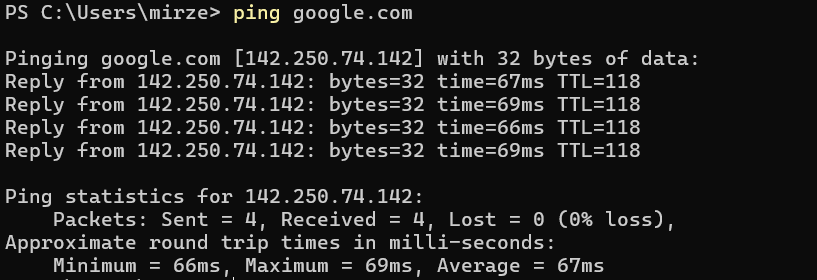 PS C:\Users\mirze> ping google.com
Pinging google.com [142.250.74.142] with 32 bytes of data:
Reply from 142.250.74.142: bytes=32 time=67ms TTL=118
Reply from 142.250.74.142: bytes=32 time=69ms TTL=118
Reply from 142.250.74.142: bytes=32 time=66ms TTL=118
Reply from 142.250.74.142: bytes=32 time=69ms TTL=118
Ping statistics for 142.250.74.142:
    Packets: Sent = 4, Received = 4, Lost = 0 (0% loss),
Approximate round trip times in milli-seconds:
    Minimum = 66ms, Maximum = 69ms, Average = 67ms